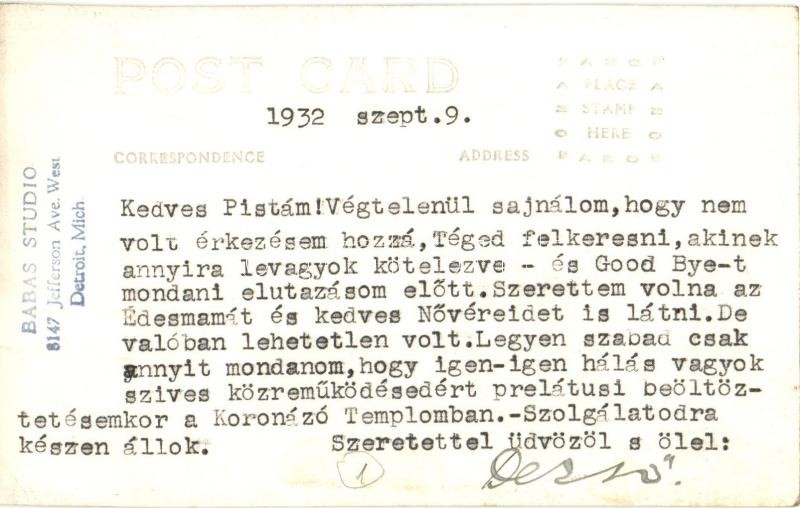 POST CARD
AZO
PLACE
STAMP
HERE
AZO
1932 szept.9.
CORRESPONDENCE
ADDRESS
BABAS STUDIO
8147 Jefferson Ave. West
Detroit, Mich.
Kedves Pistám!Végtelenül sajnálom,hogy nem
volt érkezésem hozzá,Téged felkeresni,akinek
annyira levagyok kötelezve - és Good Bye-t
mondani elutazásom előtt.Szerettem volna az
Édesmamát és kedves Nővéreidet is látni.De
valóban lehetetlen volt.Legyen szabad csak
annyit mondanom,hogy igen-igen hálás vagyok
szives közreműködésedért prelátusi beöltöz-
tetésemkor a Koronázó Templomban.-Szolgálatodra
készen állok. Szeretettel üdvözöl s ölel:
1
Dezső.